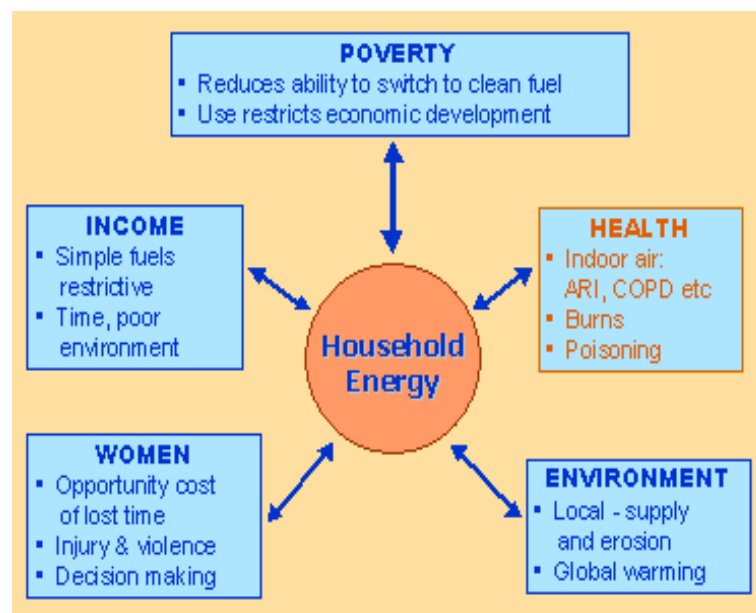 POVERTY
▪ Reduces ability to switch to clean fuel
▪ Use restricts economic development
INCOME
▪ Simple fuels
restrictive
▪ Time, poor
environment
HEALTH
▪ Indoor air:
ARI, COPD etc
▪ Burns
▪ Poisoning
Household
Energy
WOMEN
▪ Opportunity cost
of lost time
▪ Injury & violence
▪ Decision making
ENVIRONMENT
▪ Local - supply
and erosion
▪ Global warming